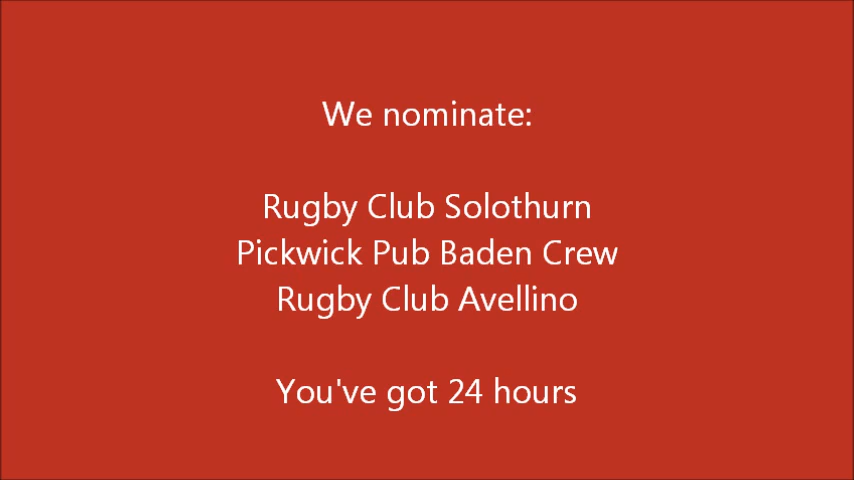 We nominate:
Rugby Club Solothurn
Pickwick Pub Baden Crew
Rugby Club Avellino
You've got 24 hours